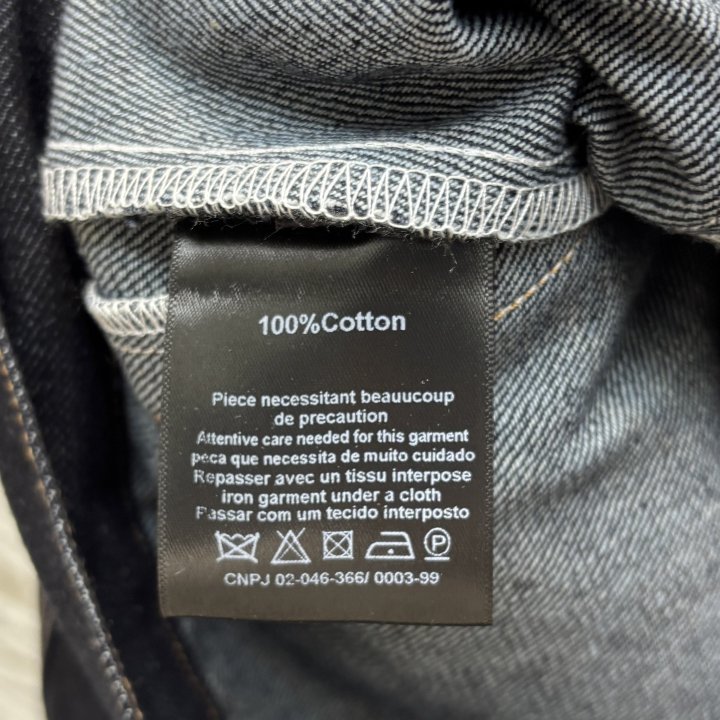 100%Cotton
Piece necessitant beauucoup
de precaution
Attentive care needed for this garment
peca que necessita de muito cuidado
Repasser avec un tissu interpose
iron garment under a cloth
Passar com um tecido interposto
P
CNPJ 02-046-366/ 0003-99